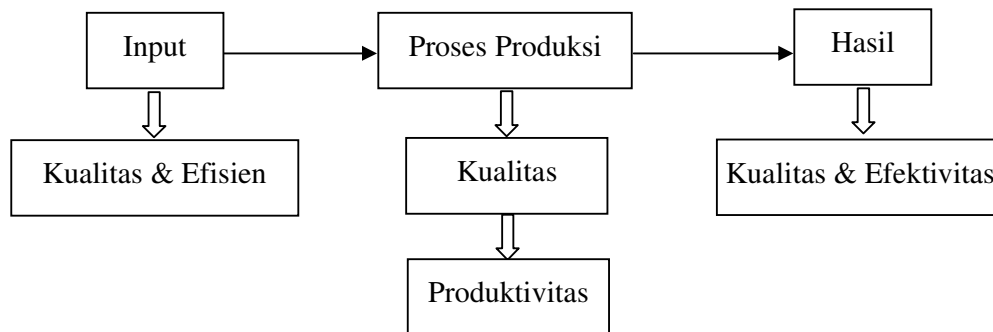 Input
Proses Produksi
Hasil
Kualitas & Efisien
Kualitas
Kualitas & Efektivitas
Produktivitas